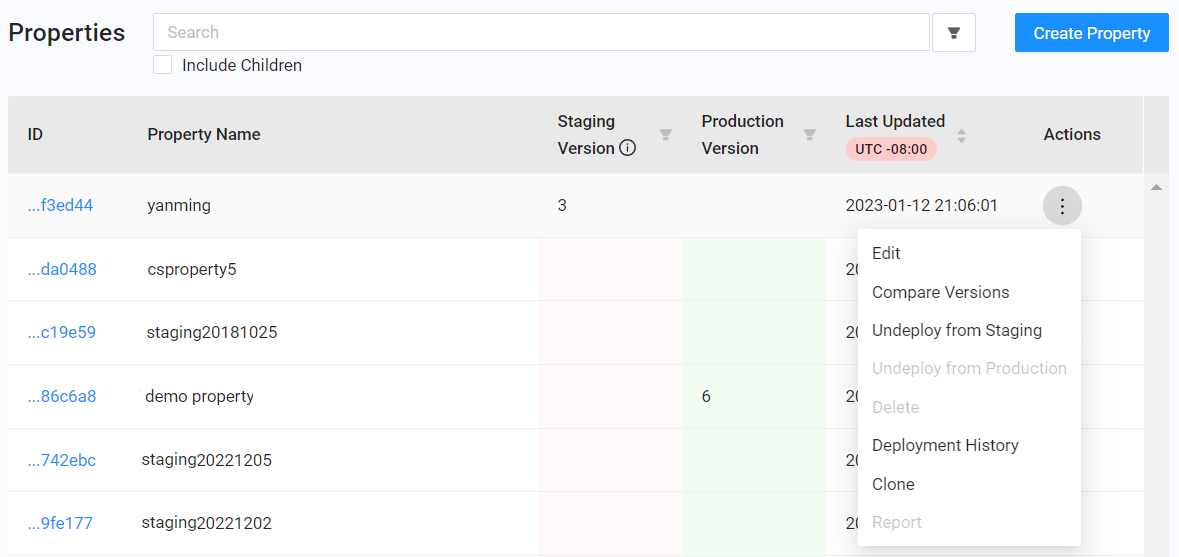 Properties
Search
Create Property
Include Children
ID Property Name Staging Version Production Version Last Updated UTC -08:00 Actions
...f3ed44 yanming 3 2023-01-12 21:06:01
...da0488 csproperty5 20
...c19e59 staging20181025 20
...86c6a8 demo property 6 20
...742ebc staging20221205 20
...9fe177 staging20221202 20
Edit
Compare Versions
Undeploy from Staging
Undeploy from Production
Delete
Deployment History
Clone
Report